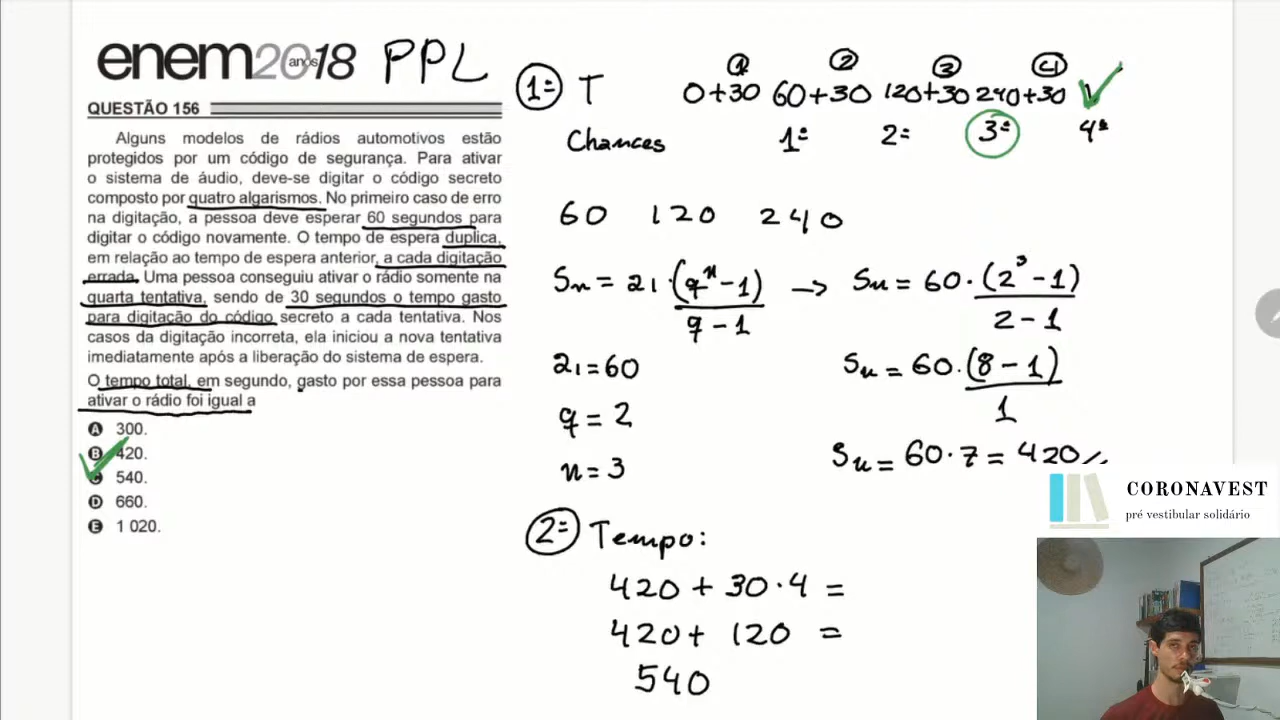 enem2018 PPL
anos
QUESTÃO 156
Alguns modelos de rádios automotivos estão
protegidos por um código de segurança. Para ativar
o sistema de áudio, deve-se digitar o código secreto
composto por quatro algarismos. No primeiro caso de erro
na digitação, a pessoa deve esperar 60 segundos para
digitar o código novamente. O tempo de espera duplica,
em relação ao tempo de espera anterior, a cada digitação
errada. Uma pessoa conseguiu ativar o rádio somente na
quarta tentativa, sendo de 30 segundos o tempo gasto
para digitação do código secreto a cada tentativa. Nos
casos da digitação incorreta, ela iniciou a nova tentativa
imediatamente após a liberação do sistema de espera.
O tempo total, em segundo, gasto por essa pessoa para
ativar o rádio foi igual a
A 300.
B 420.
C 540.
D 660.
E 1 020.
1º T
① ② ③ ④
0+30 60+30 120+30 240+30
Chances 1ª 2ª 3ª 4ª
60 120 240
Sn = a1·(q^n - 1)/(q - 1) → Sn = 60·(2^3 - 1)/(2 - 1)
a1 = 60 Sn = 60·(8 - 1)/1
q = 2
n = 3 Sn = 60·7 = 420
2º Tempo:
420 + 30·4 =
420 + 120 =
540
CORONAVEST
pré vestibular solidário